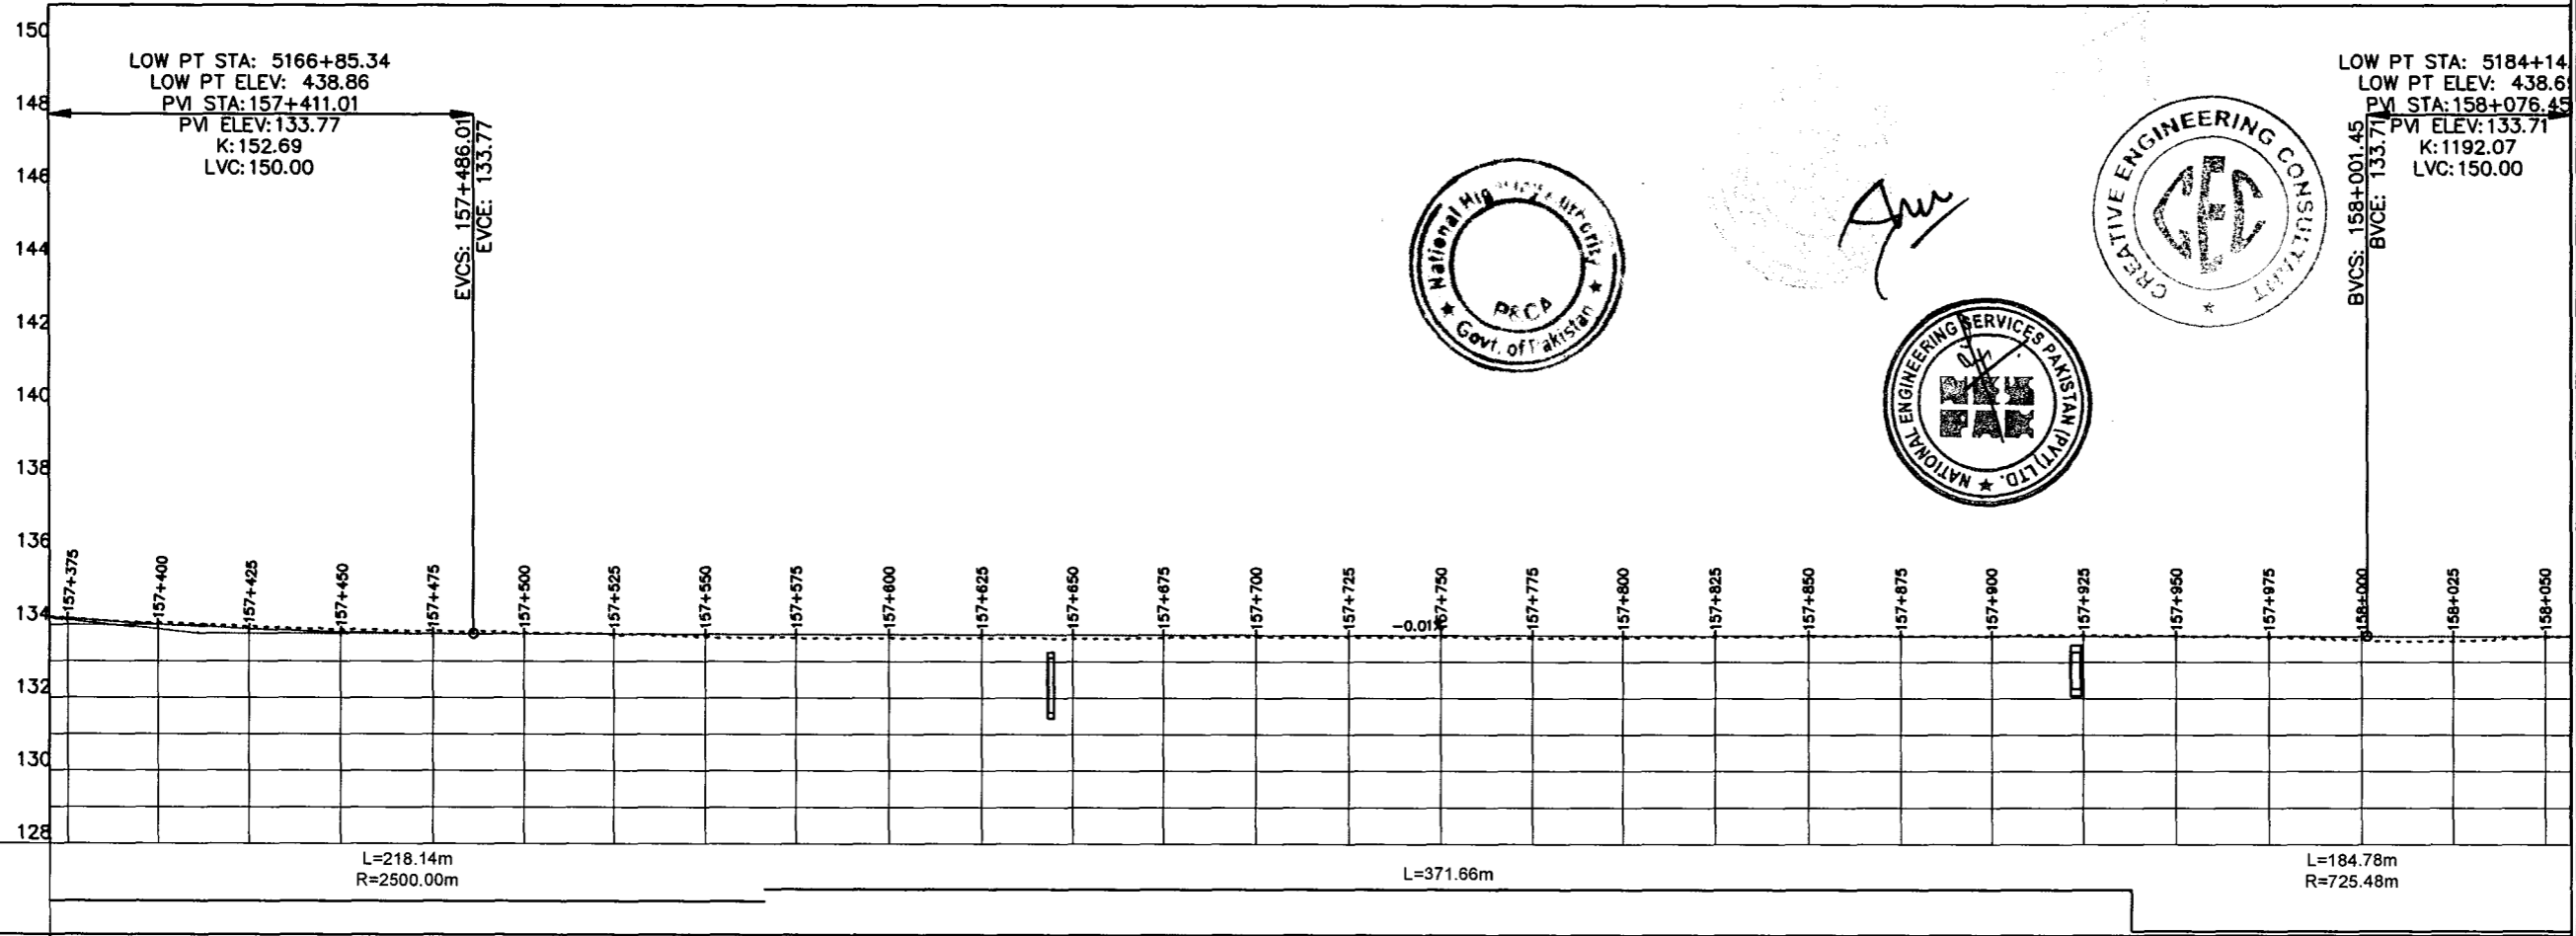 150
148
146
144
142
140
138
136
134
132
130
128
LOW PT STA: 5166+85.34
LOW PT ELEV: 438.86
PVI STA:157+411.01
PVI ELEV:133.77
K:152.69
LVC:150.00
EVCS: 157+486.01
EVCE: 133.77
National
P&CA
Govt. of Pakistan
NATIONAL ENGINEERING SERVICES PAKISTAN (PVT) LTD.
NES
PAK
CREATIVE ENGINEERING CONSULTANT
CEC
LOW PT STA: 5184+14.
LOW PT ELEV: 438.6
PVI STA:158+076.45
PVI ELEV:133.71
K:1192.07
LVC:150.00
BVCS: 158+001.45
BVCE: 133.71
157+375
157+400
157+425
157+450
157+475
157+500
157+525
157+550
157+575
157+600
157+625
157+650
157+675
157+700
157+725
157+750
157+775
157+800
157+825
157+850
157+875
157+900
157+925
157+950
157+975
158+000
158+025
158+050
-0.01%
L=218.14m
R=2500.00m
L=371.66m
L=184.78m
R=725.48m